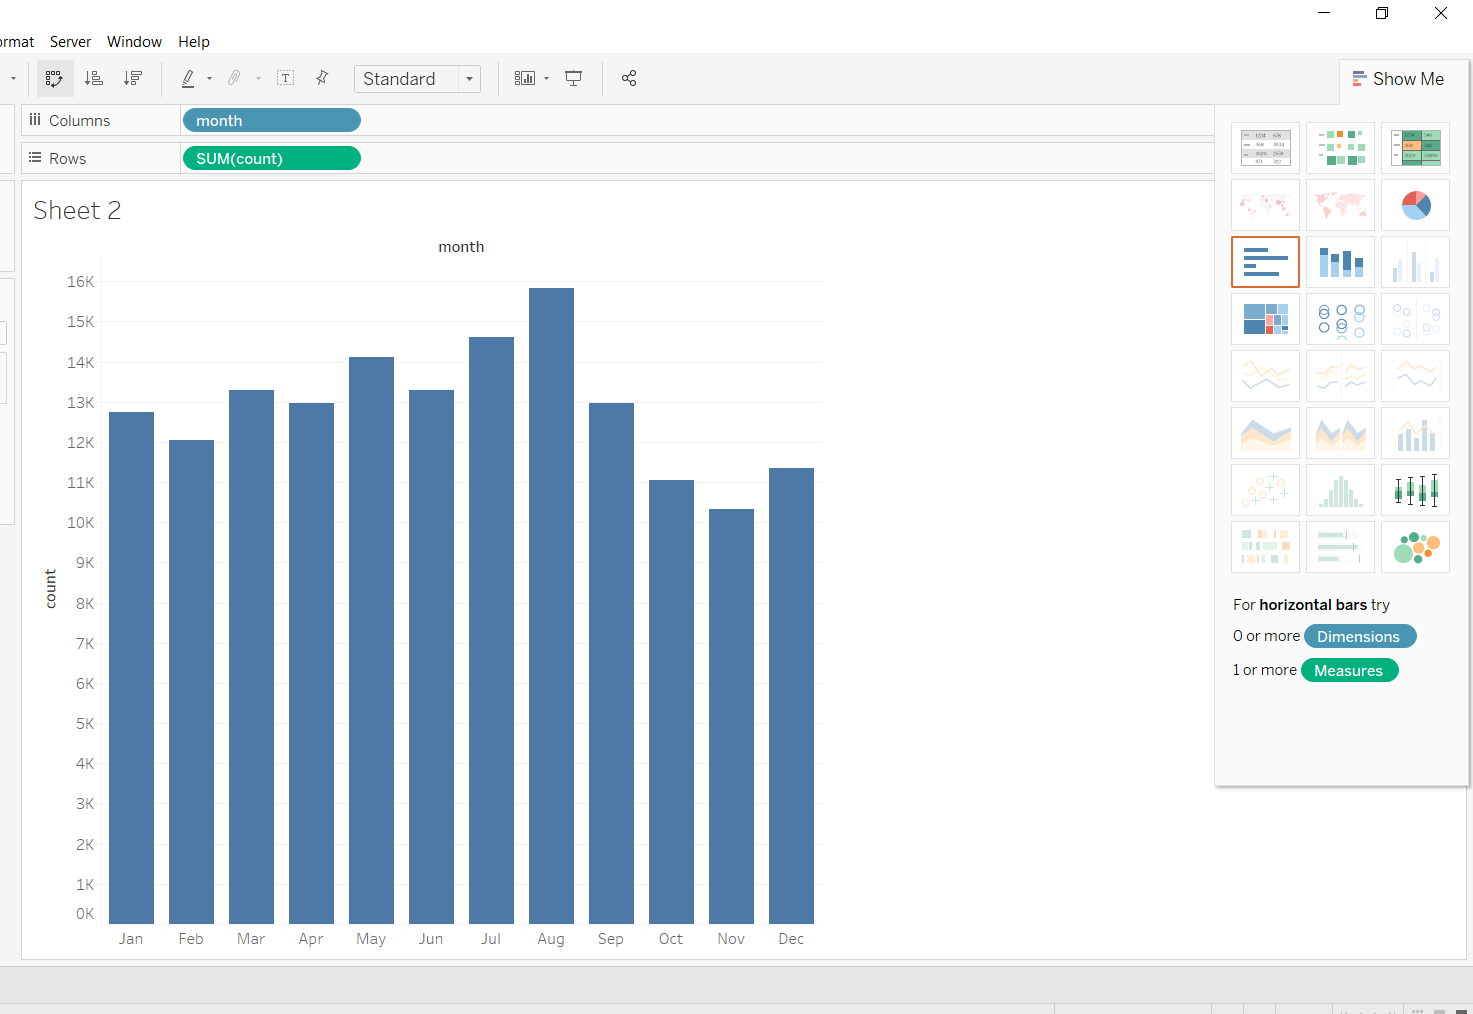 ormat Server Window Help
Standard
Show Me
Columns month
Rows SUM(count)
Sheet 2
month
16K
15K
14K
13K
12K
11K
10K
9K
8K
7K
6K
5K
4K
3K
2K
1K
0K
count
Jan Feb Mar Apr May Jun Jul Aug Sep Oct Nov Dec
For horizontal bars try
0 or more Dimensions
1 or more Measures